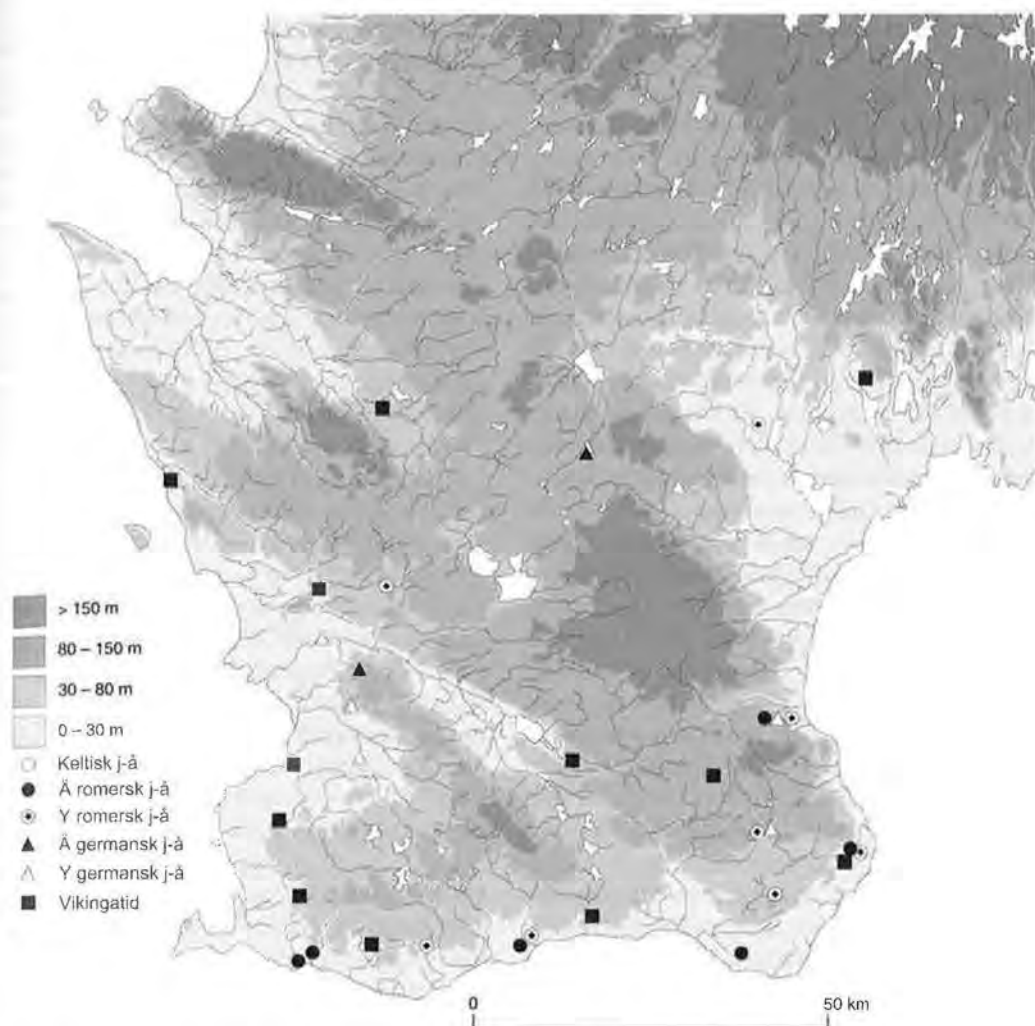 > 150 m
80 – 150 m
30 – 80 m
0 – 30 m
Keltisk j-å
Ä romersk j-å
Y romersk j-å
Ä germansk j-å
Y germansk j-å
Vikingatid
0 50 km